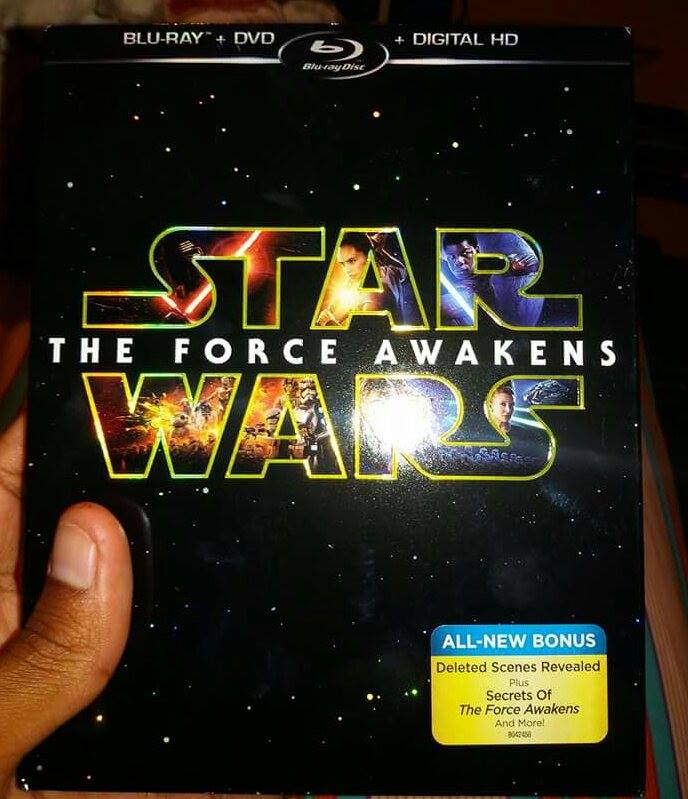 BLU-RAY™ + DVD + DIGITAL HD
Blu-ray Disc
STAR
THE FORCE AWAKENS
WARS
ALL-NEW BONUS
Deleted Scenes Revealed
Plus
Secrets Of
The Force Awakens
And More!